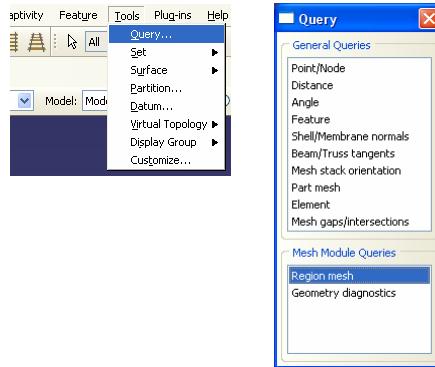 aptivity Feature Tools Plug-ins Help
All
Query...
Set
Surface
Partition...
Model: Mod
Datum...
Virtual Topology
Display Group
Customize...
Query
General Queries
Point/Node
Distance
Angle
Feature
Shell/Membrane normals
Beam/Truss tangents
Mesh stack orientation
Part mesh
Element
Mesh gaps/intersections
Mesh Module Queries
Region mesh
Geometry diagnostics